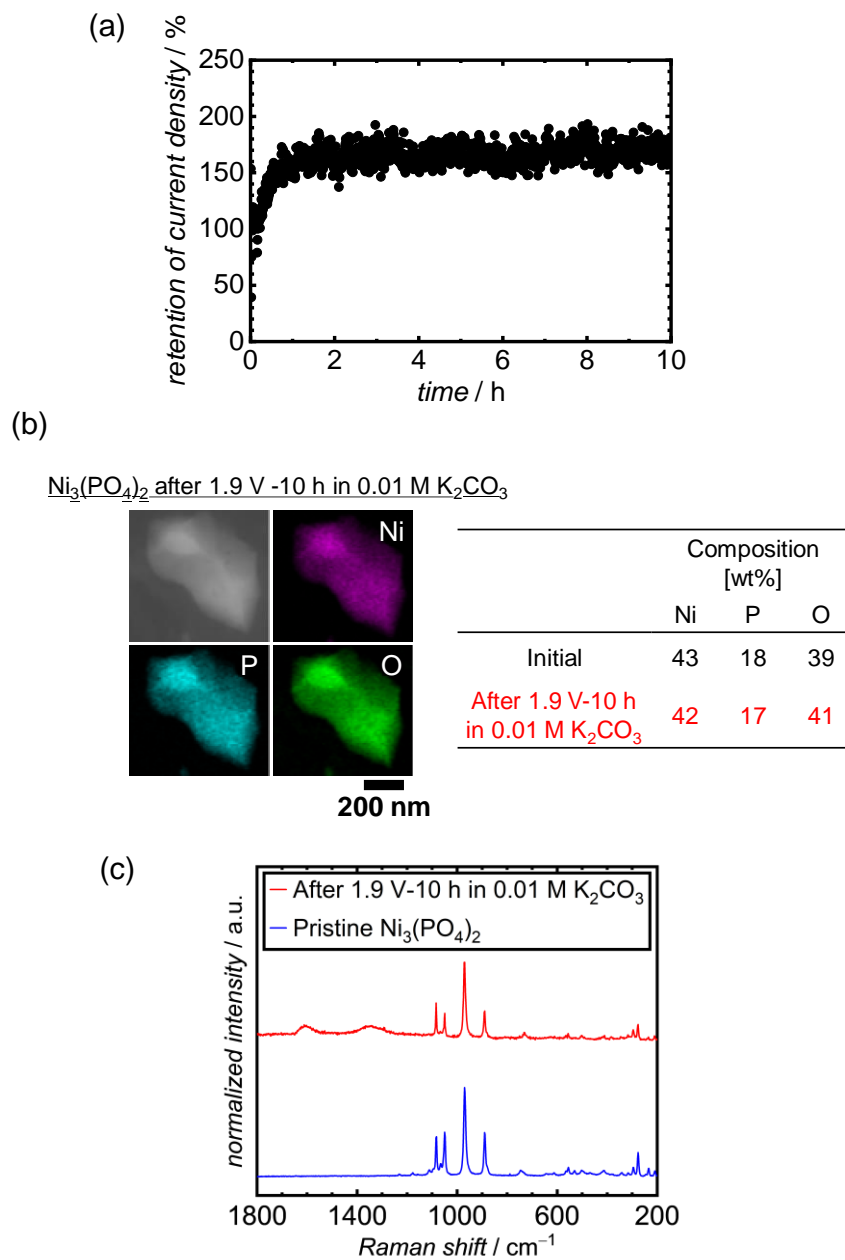 (a)
250
200
150
100
50
0
retention of current density / %
0 2 4 6 8 10
time / h
(b)
Ni₃(PO₄)₂ after 1.9 V -10 h in 0.01 M K₂CO₃
Ni
P
O
200 nm
Composition
[wt%]
Ni P O
Initial 43 18 39
After 1.9 V-10 h
in 0.01 M K₂CO₃
42 17 41
(c)
After 1.9 V-10 h in 0.01 M K₂CO₃
Pristine Ni₃(PO₄)₂
normalized intensity / a.u.
1800 1400 1000 600 200
Raman shift / cm⁻¹